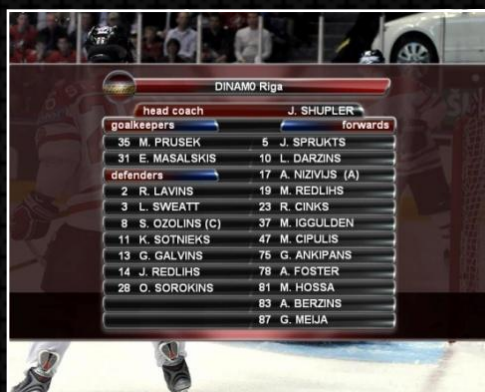 DINAMO Riga
head coach J. SHUPLER
goalkeepers
35 M. PRUSEK
31 E. MASALSKIS
defenders
2 R. LAVINS
3 L. SWEATT
8 S. OZOLINS (C)
11 K. SOTNIEKS
13 G. GALVINS
14 J. REDLIHS
28 O. SOROKINS
forwards
5 J. SPRUKTS
10 L. DARZINS
17 A. NIZIVIJS (A)
19 M. REDLIHS
23 R. CINKS
37 M. IGGULDEN
47 M. CIPULIS
75 G. ANKIPANS
78 A. FOSTER
81 M. HOSSA
83 A. BERZINS
87 G. MEIJA